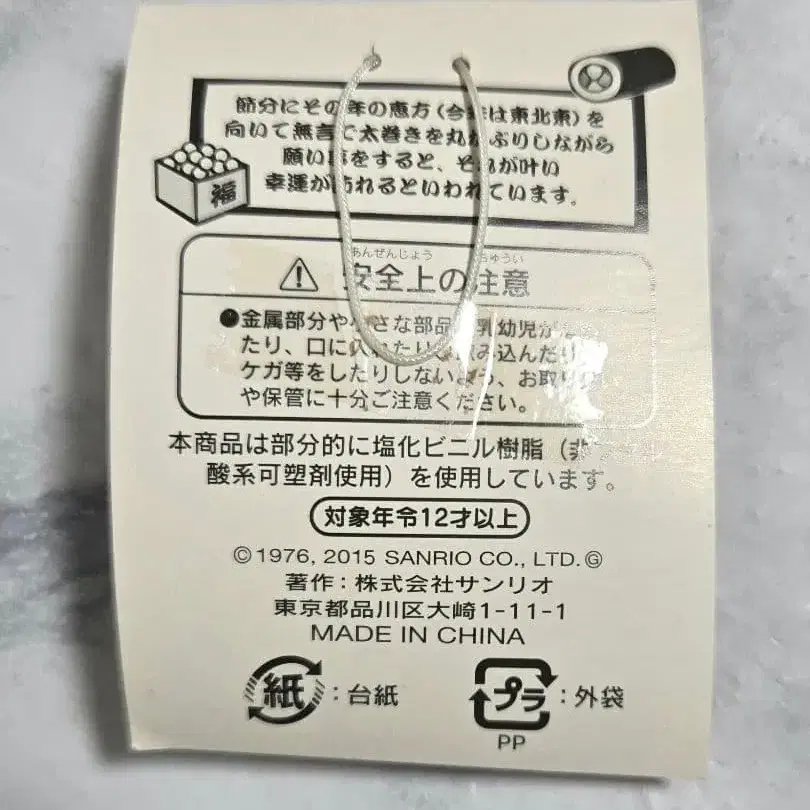 節分にその年の恵方(今年は東北東)を
向いて無言で太巻きを丸かぶりしながら
願い事をすると、それが叶い
幸運が訪れるといわれています。
福
あんぜんじょう ちゅうい
安全上の注意
●金属部分や小さな部品 乳幼児が
たり、口に入れたり 飲み込んだり
ケガ等をしたりしないよう、お取り
や保管に十分ご注意ください。
本商品は部分的に塩化ビニル樹脂(非
酸系可塑剤使用)を使用しています。
対象年令12才以上
©1976, 2015 SANRIO CO., LTD. Ⓖ
著作:株式会社サンリオ
東京都品川区大崎1-11-1
MADE IN CHINA
紙:台紙 プラ:外袋
PP